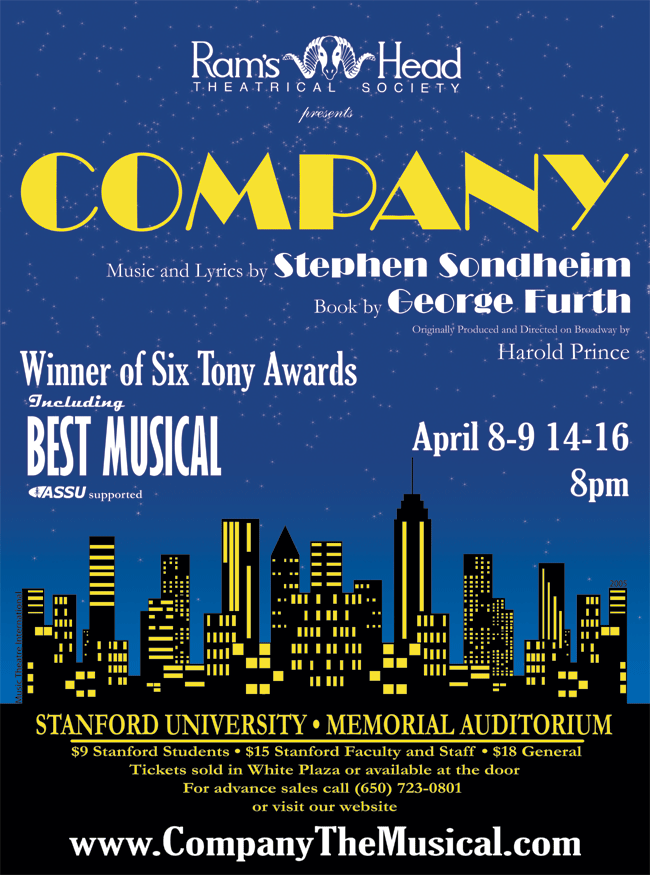 Ram's Head
THEATRICAL SOCIETY
presents
COMPANY
Music and Lyrics by Stephen Sondheim
Book by George Furth
Originally Produced and Directed on Broadway by
Harold Prince
Winner of Six Tony Awards
Including
BEST MUSICAL
ASSU supported
April 8-9 14-16
8pm
Music Theatre International
STANFORD UNIVERSITY • MEMORIAL AUDITORIUM
$9 Stanford Students • $15 Stanford Faculty and Staff • $18 General
Tickets sold in White Plaza or available at the door
For advance sales call (650) 723-0801
or visit our website
www.CompanyTheMusical.com